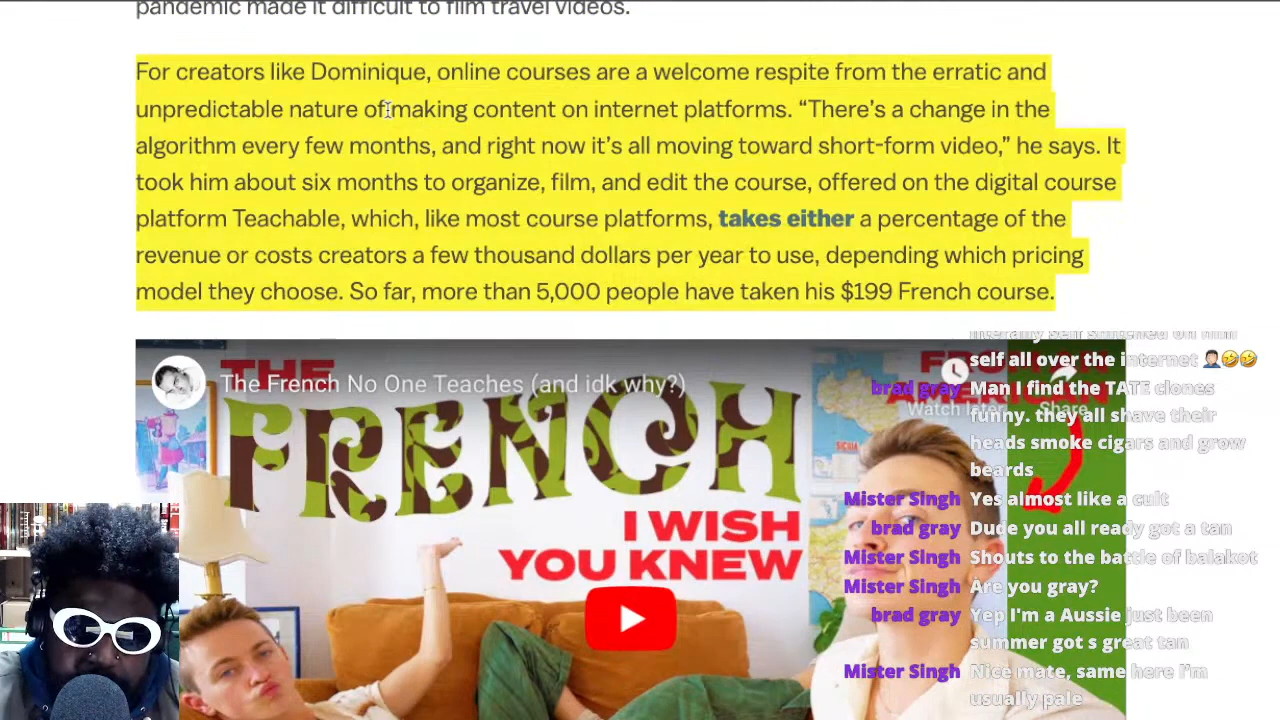 pandemic made it difficult to film travel videos.
For creators like Dominique, online courses are a welcome respite from the erratic and
unpredictable nature of making content on internet platforms. “There’s a change in the
algorithm every few months, and right now it’s all moving toward short-form video,” he says. It
took him about six months to organize, film, and edit the course, offered on the digital course
platform Teachable, which, like most course platforms, takes either a percentage of the
revenue or costs creators a few thousand dollars per year to use, depending which pricing
model they choose. So far, more than 5,000 people have taken his $199 French course.
The French No One Teaches (and idk why?)
Watch later
Share
THE
FRENCH
I WISH
YOU KNEW
SICILIA
self all over the internet 🤦🏻‍♂️🤣🤣
brad gray Man I find the TATE clones
funny. they all shave their
heads smoke cigars and grow
beards
Mister Singh Yes almost like a cult
brad gray Dude you all ready got a tan
Mister Singh Shouts to the battle of balakot
Mister Singh Are you gray?
brad gray Yep I'm a Aussie just been
summer got s great tan
Mister Singh Nice mate, same here I'm
usually pale